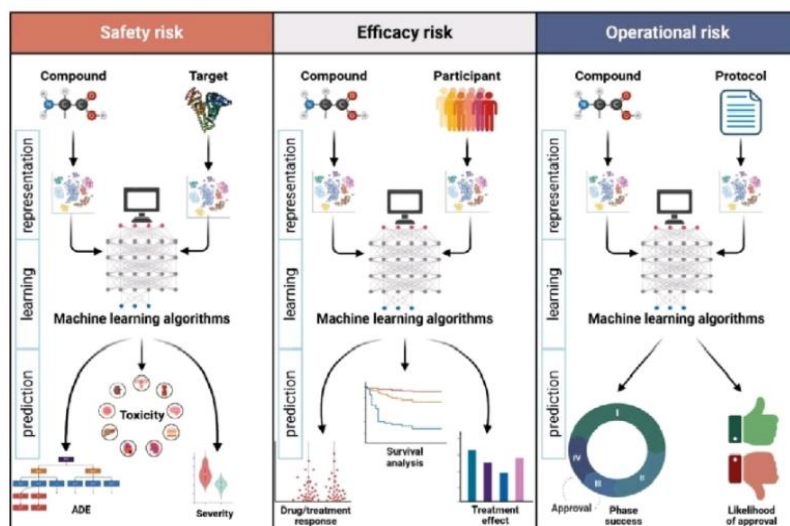 Safety risk
Efficacy risk
Operational risk
Compound
Target
Compound
Participant
Compound
Protocol
representation
representation
representation
learning
learning
learning
Machine learning algorithms
Machine learning algorithms
Machine learning algorithms
prediction
prediction
prediction
Toxicity
ADE
Severity
Survival
analysis
Drug/treatment
response
Treatment
effect
I
II
III
IV
Approval
Phase
success
Likelihood
of approval